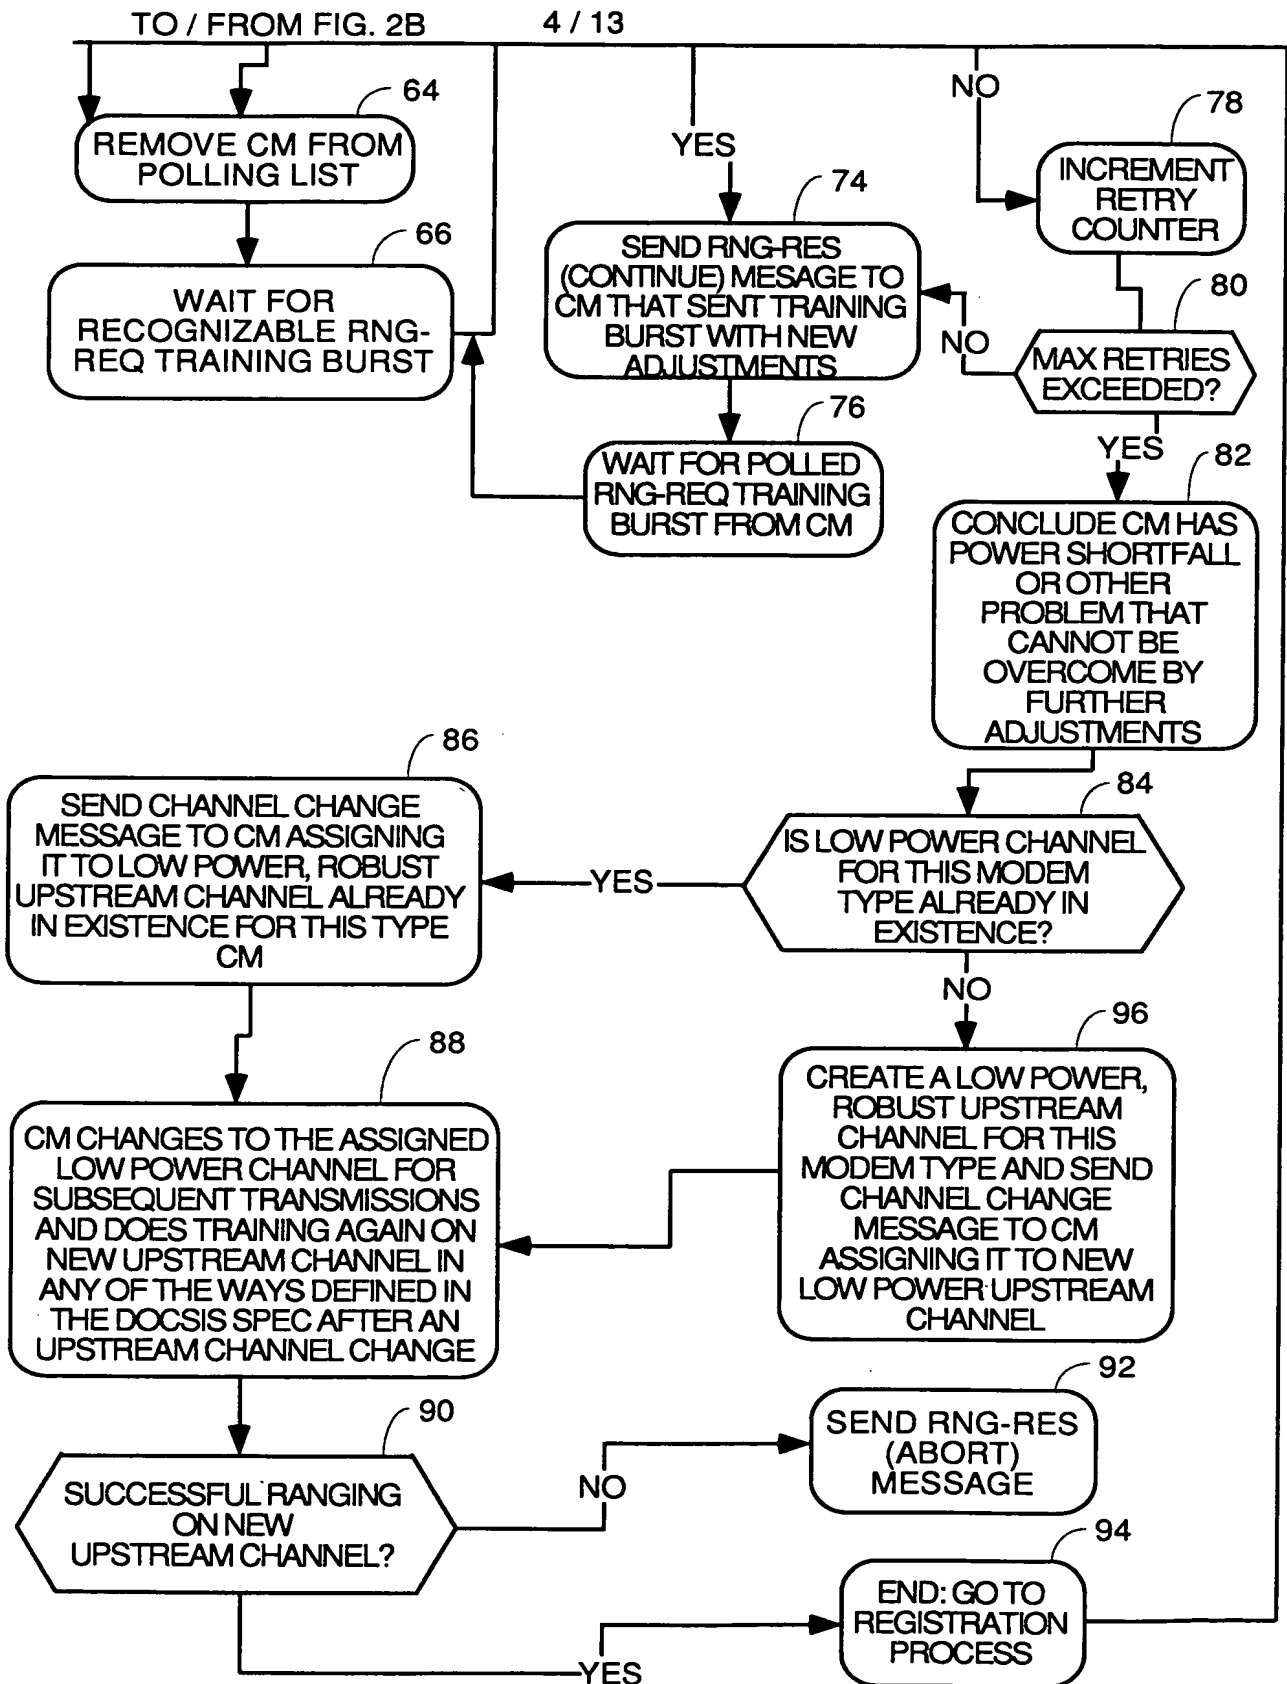 TO / FROM FIG. 2B
4 / 13
64
REMOVE CM FROM
POLLING LIST
66
WAIT FOR
RECOGNIZABLE RNG-
REQ TRAINING BURST
YES
74
SEND RNG-RES
(CONTINUE) MESAGE TO
CM THAT SENT TRAINING
BURST WITH NEW
ADJUSTMENTS
76
WAIT FOR POLLED
RNG-REQ TRAINING
BURST FROM CM
NO
78
INCREMENT
RETRY
COUNTER
80
MAX RETRIES
EXCEEDED?
NO
YES
82
CONCLUDE CM HAS
POWER SHORTFALL
OR OTHER
PROBLEM THAT
CANNOT BE
OVERCOME BY
FURTHER
ADJUSTMENTS
84
IS LOW POWER CHANNEL
FOR THIS MODEM
TYPE ALREADY IN
EXISTENCE?
YES
86
SEND CHANNEL CHANGE
MESSAGE TO CM ASSIGNING
IT TO LOW POWER, ROBUST
UPSTREAM CHANNEL ALREADY
IN EXISTENCE FOR THIS TYPE
CM
NO
96
CREATE A LOW POWER,
ROBUST UPSTREAM
CHANNEL FOR THIS
MODEM TYPE AND SEND
CHANNEL CHANGE
MESSAGE TO CM
ASSIGNING IT TO NEW
LOW POWER UPSTREAM
CHANNEL
88
CM CHANGES TO THE ASSIGNED
LOW POWER CHANNEL FOR
SUBSEQUENT TRANSMISSIONS
AND DOES TRAINING AGAIN ON
NEW UPSTREAM CHANNEL IN
ANY OF THE WAYS DEFINED IN
THE DOCSIS SPEC AFTER AN
UPSTREAM CHANNEL CHANGE
90
SUCCESSFUL RANGING
ON NEW
UPSTREAM CHANNEL?
NO
92
SEND RNG-RES
(ABORT)
MESSAGE
YES
94
END: GO TO
REGISTRATION
PROCESS